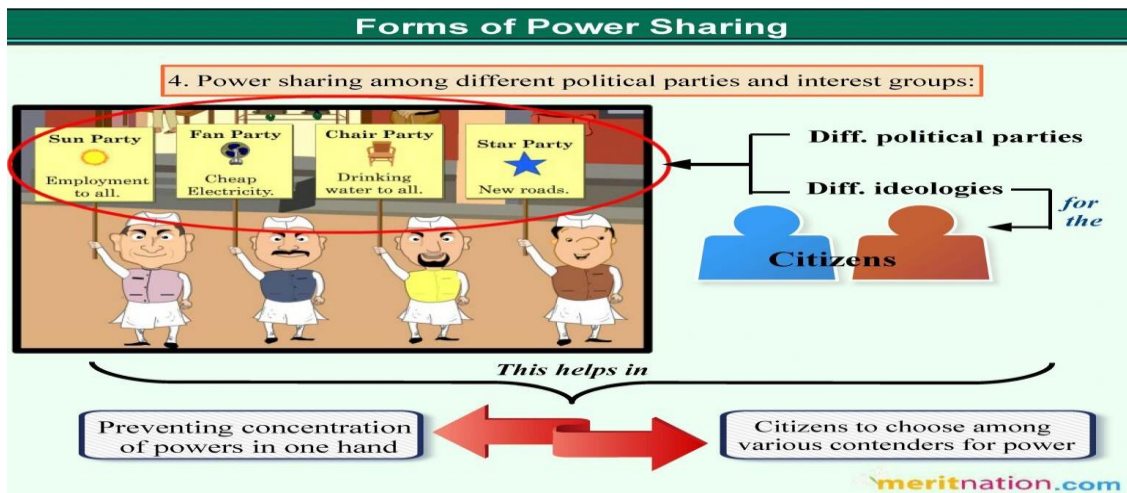 Forms of Power Sharing
4. Power sharing among different political parties and interest groups:
Sun Party
Employment
to all.
Fan Party
Cheap
Electricity.
Chair Party
Drinking
water to all.
Star Party
New roads.
Diff. political parties
Diff. ideologies
for
the
Citizens
This helps in
Preventing concentration
of powers in one hand
Citizens to choose among
various contenders for power
meritnation.com